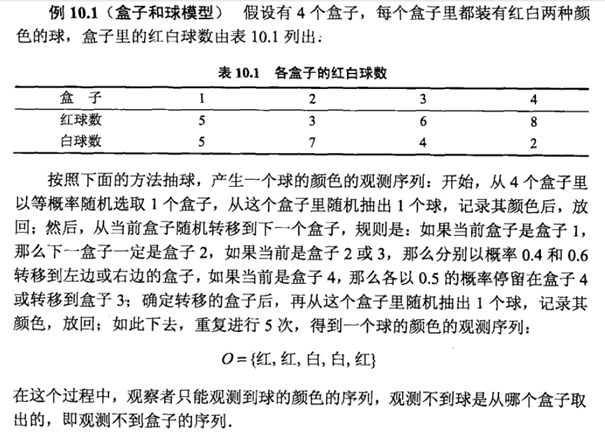 例 10.1（盒子和球模型） 假设有 4 个盒子，每个盒子里都装有红白两种颜
色的球，盒子里的红白球数由表 10.1 列出：
表 10.1 各盒子的红白球数
盒 子 1 2 3 4
红球数 5 3 6 8
白球数 5 7 4 2
按照下面的方法抽球，产生一个球的颜色的观测序列：开始，从 4 个盒子里
以等概率随机选取 1 个盒子，从这个盒子里随机抽出 1 个球，记录其颜色后，放
回；然后，从当前盒子随机转移到下一个盒子，规则是：如果当前盒子是盒子 1，
那么下一盒子一定是盒子 2，如果当前是盒子 2 或 3，那么分别以概率 0.4 和 0.6
转移到左边或右边的盒子，如果当前是盒子 4，那么各以 0.5 的概率停留在盒子 4
或转移到盒子 3；确定转移的盒子后，再从这个盒子里随机抽出 1 个球，记录其
颜色，放回；如此下去，重复进行 5 次，得到一个球的颜色的观测序列：
O = {红, 红, 白, 白, 红}
在这个过程中，观察者只能观测到球的颜色的序列，观测不到球是从哪个盒子取
出的，即观测不到盒子的序列．